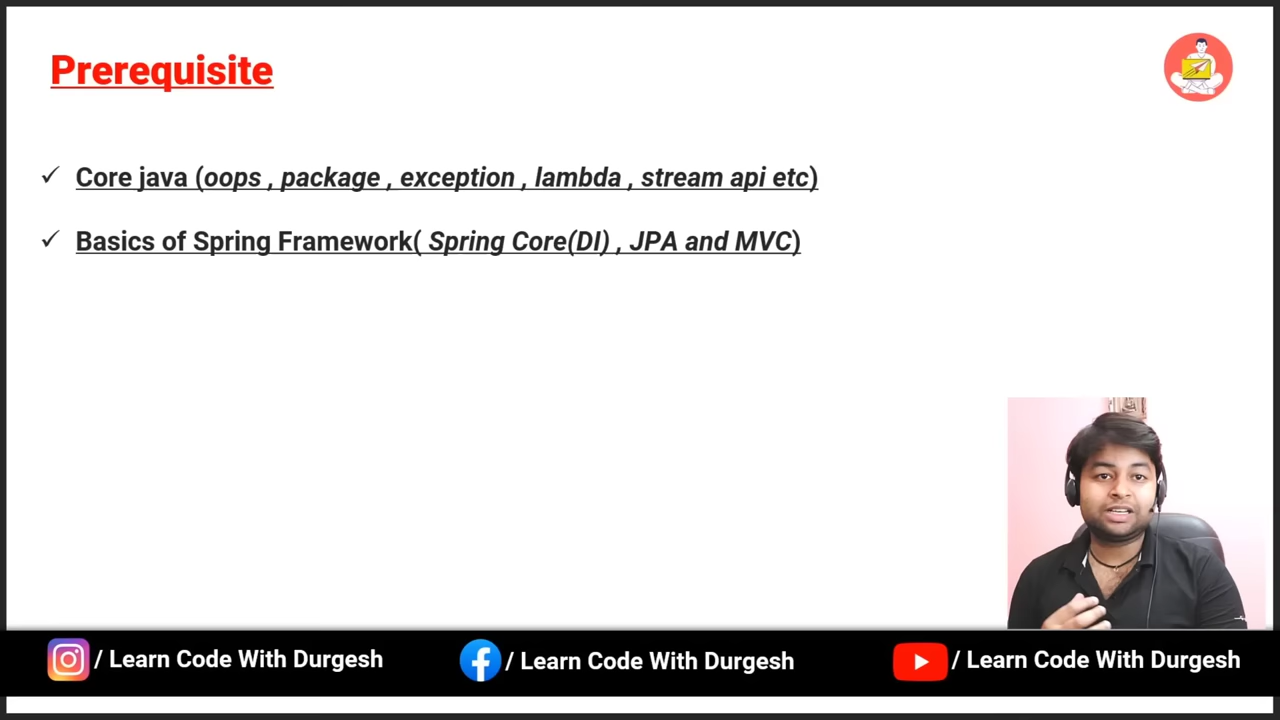 Prerequisite
✓ Core java (oops , package , exception , lambda , stream api etc)
✓ Basics of Spring Framework( Spring Core(DI) , JPA and MVC)
/ Learn Code With Durgesh
/ Learn Code With Durgesh
/ Learn Code With Durgesh